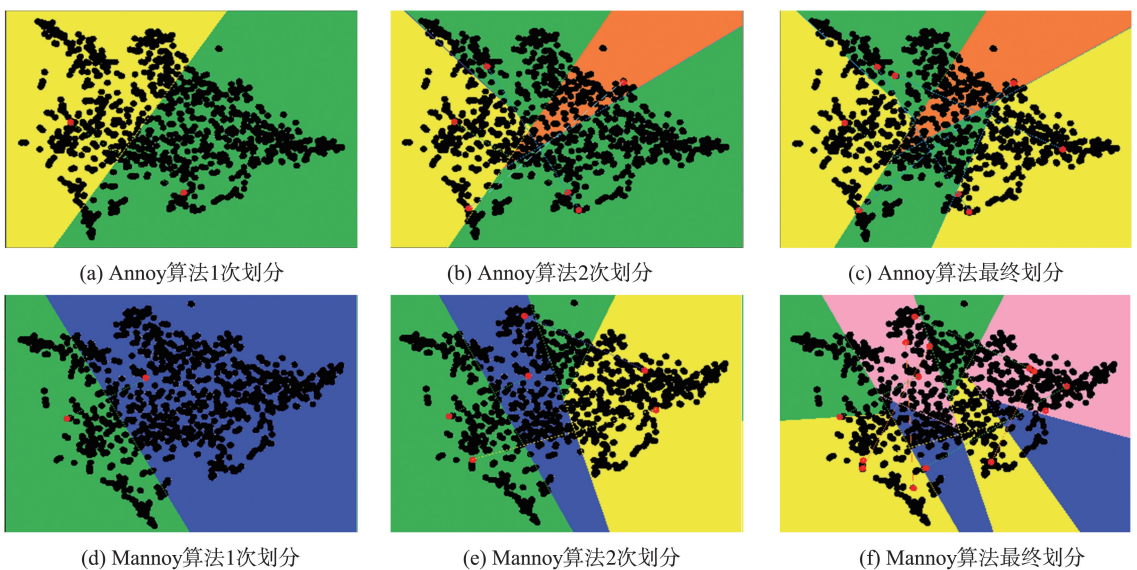 (a) Annoy算法1次划分
(b) Annoy算法2次划分
(c) Annoy算法最终划分
(d) Mannoy算法1次划分
(e) Mannoy算法2次划分
(f) Mannoy算法最终划分